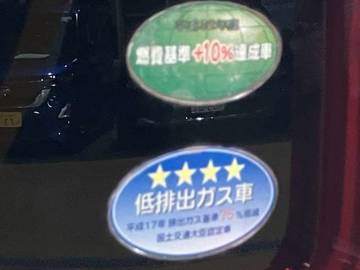 燃費基準+10%達成車
低排出ガス車
平成17年 排出ガス基準75%低減
国土交通大臣認定車